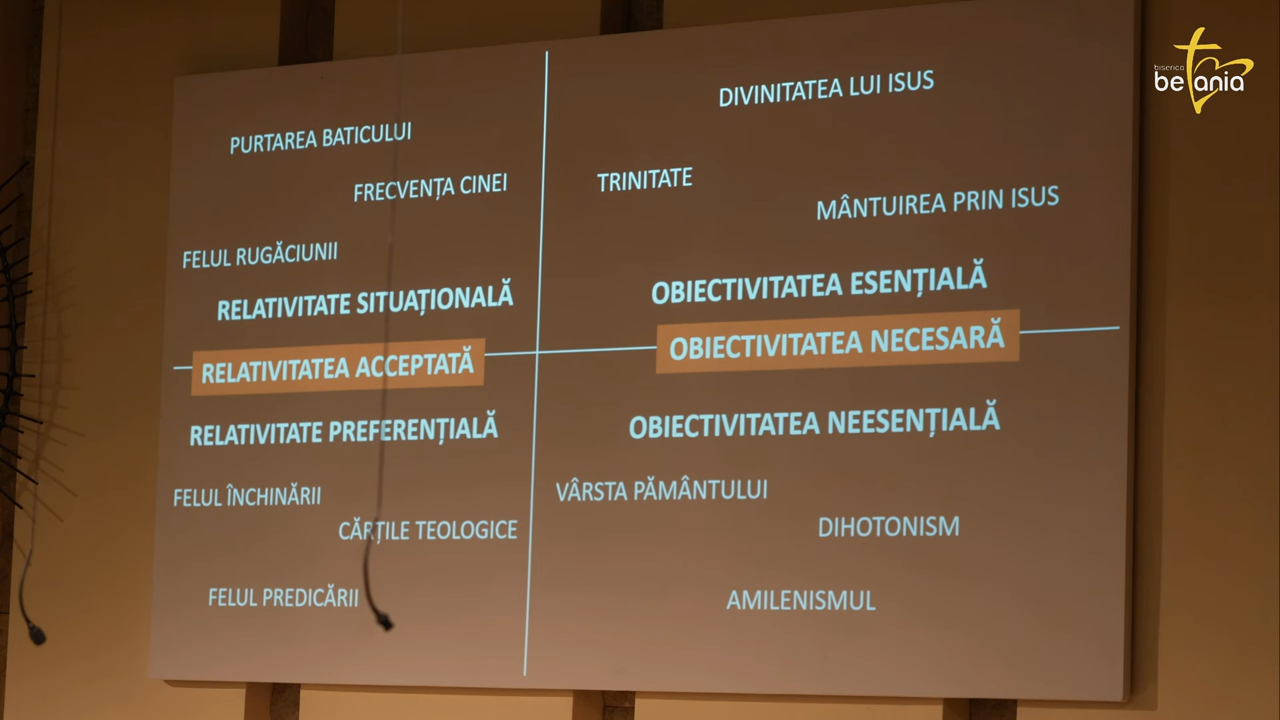 PURTAREA BATICULUI
FRECVENȚA CINEI
FELUL RUGĂCIUNII
RELATIVITATE SITUAȚIONALĂ
RELATIVITATEA ACCEPTATĂ
RELATIVITATE PREFERENȚIALĂ
FELUL ÎNCHINĂRII
CĂRȚILE TEOLOGICE
FELUL PREDICĂRII
DIVINITATEA LUI ISUS
TRINITATE
MÂNTUIREA PRIN ISUS
OBIECTIVITATEA ESENȚIALĂ
OBIECTIVITATEA NECESARĂ
OBIECTIVITATEA NEESENȚIALĂ
VÂRSTA PĂMÂNTULUI
DIHOTONISM
AMILENISMUL
biserica
betania